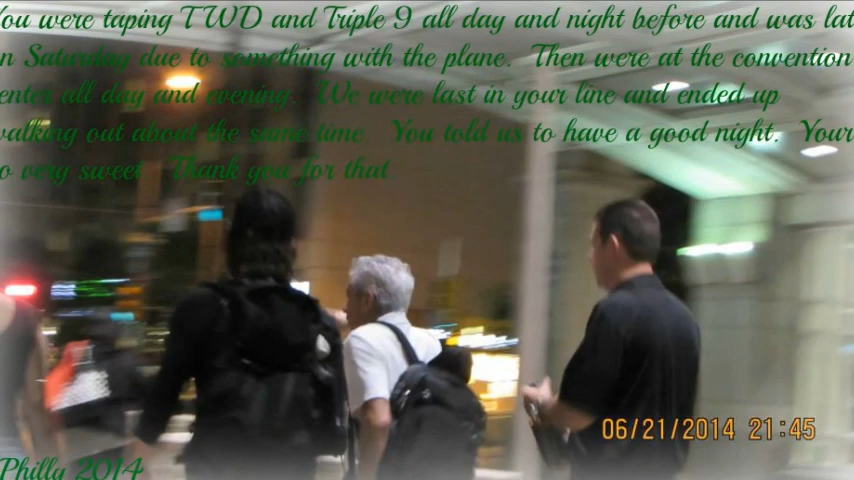 You were taping TWD and Triple 9 all day and night before and was lat
n Saturday due to something with the plane. Then were at the convention
enter all day and evening. We were last in your line and ended up
walking out about the same time. You told us to have a good night. Your
o very sweet. Thank you for that
06/21/2014 21:45
Philly 2014